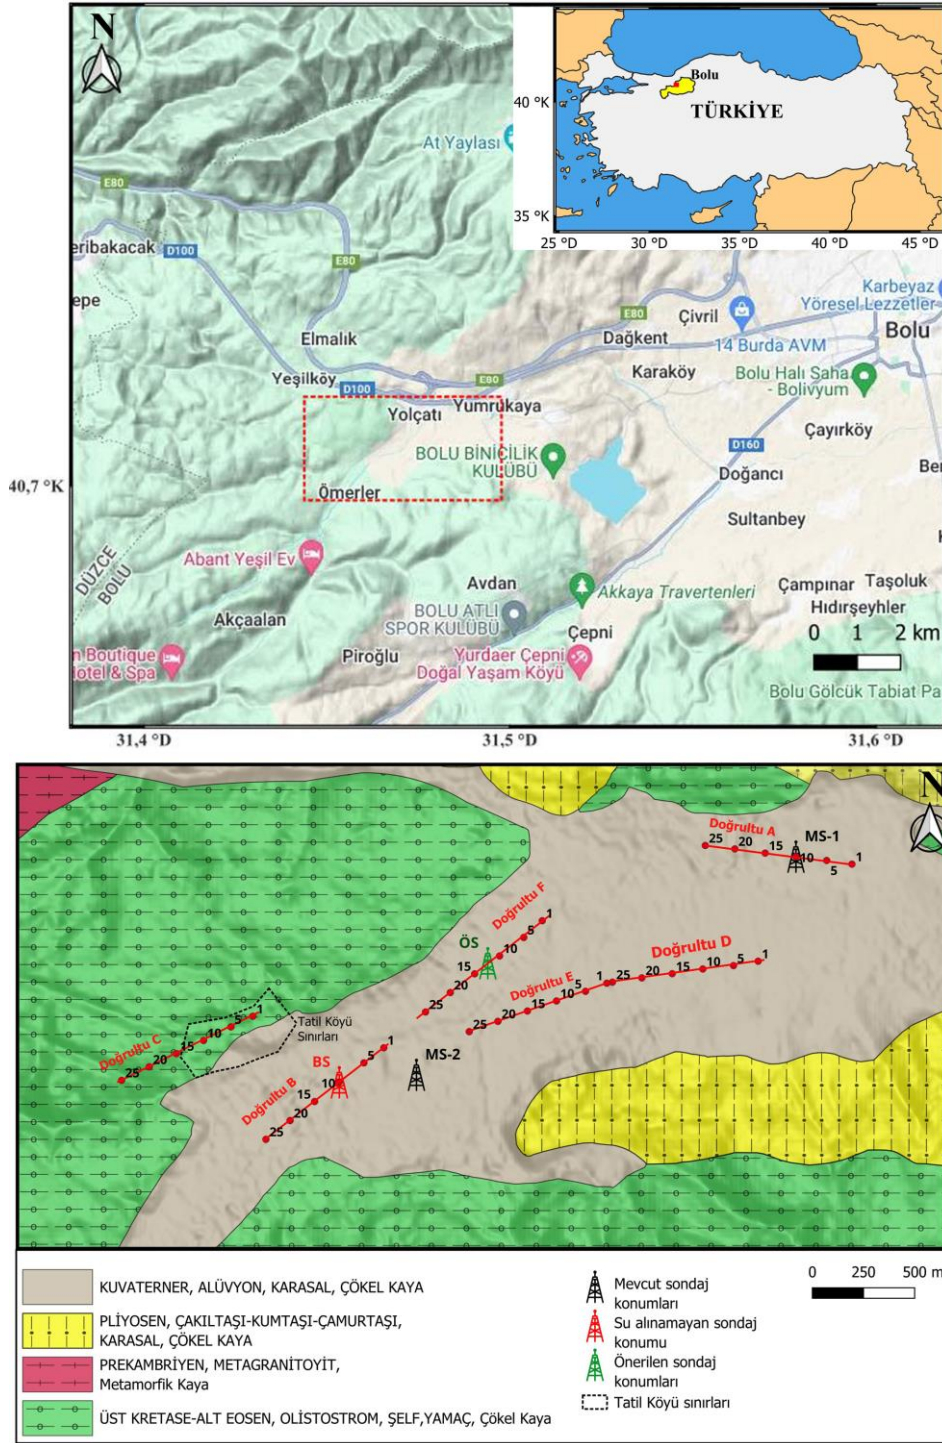 N
Bolu
TÜRKİYE
40 °K
35 °K
25 °D
30 °D
35 °D
40 °D
45 °D
At Yaylası
E80
eribakacak
D100
E80
epe
Karbeyaz
Yöresel Lezzetler
E80
Çivril
Bolu
Elmalık
Dağkent
14 Burda AVM
Yeşilköy
E80
Karaköy
Bolu Halı Saha
- Bolivyum
D100
Yolçatı
Yumrukaya
Çayırköy
BOLU BİNİCİLİK
KULÜBÜ
D160
Doğancı
Ber
40,7 °K
Ömerler
Sultanbey
DÜZCE
BOLU
Abant Yeşil Ev
Avdan
Akkaya Travertenleri
Çampınar
Taşoluk
Hıdırşeyhler
Akçaalan
BOLU ATLI
SPOR KULÜBÜ
Çepni
0 1 2 km
n Boutique
Hotel & Spa
Piroğlu
Yurdaer Çepni
Doğal Yaşam Köyü
Bolu Gölcük Tabiat Pa
31,4 °D
31,5 °D
31,6 °D
N
Doğrultu A
MS-1
25 20 15 10 5 1
Doğrultu F
ÖS
25 20 15 10 5 1
Doğrultu D
25 20 15 10 5 1
Doğrultu E
25 20 15 10 5 1
Tatil Köyü
Sınırları
Doğrultu C
25 20 15 10 5 1
BS
MS-2
Doğrultu B
25 20 15 10 5 1
KUVATERNER, ALÜVYON, KARASAL, ÇÖKEL KAYA
PLİYOSEN, ÇAKILTAŞI-KUMTAŞI-ÇAMURTAŞI,
KARASAL, ÇÖKEL KAYA
PREKAMBRİYEN, METAGRANİTOYİT,
Metamorfik Kaya
ÜST KRETASE-ALT EOSEN, OLİSTOSTROM, ŞELF,YAMAÇ, Çökel Kaya
Mevcut sondaj
konumları
Su alınamayan sondaj
konumu
Önerilen sondaj
konumları
Tatil Köyü sınırları
0 250 500 m